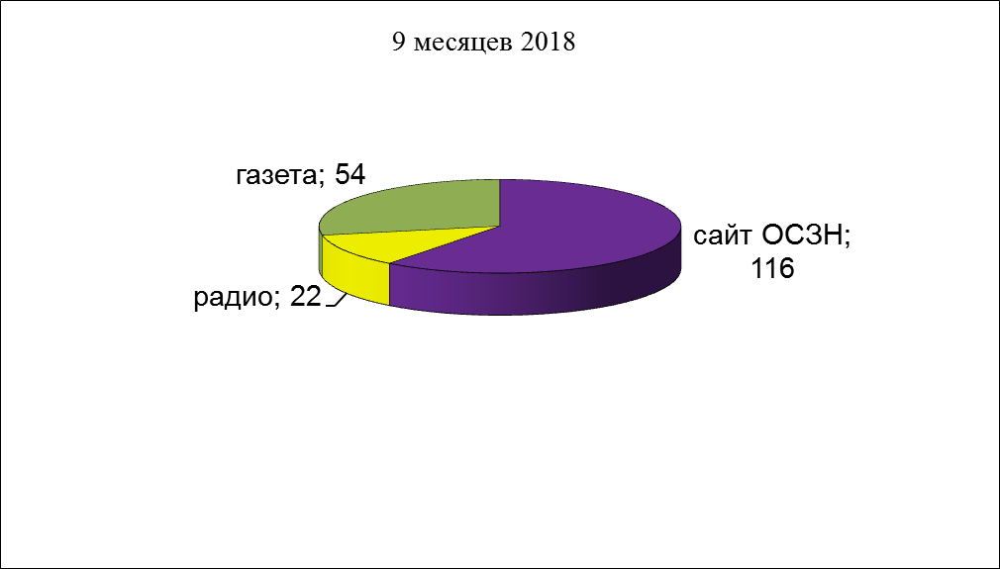 9 месяцев 2018
газета; 54
сайт ОСЗН;
116
радио; 22